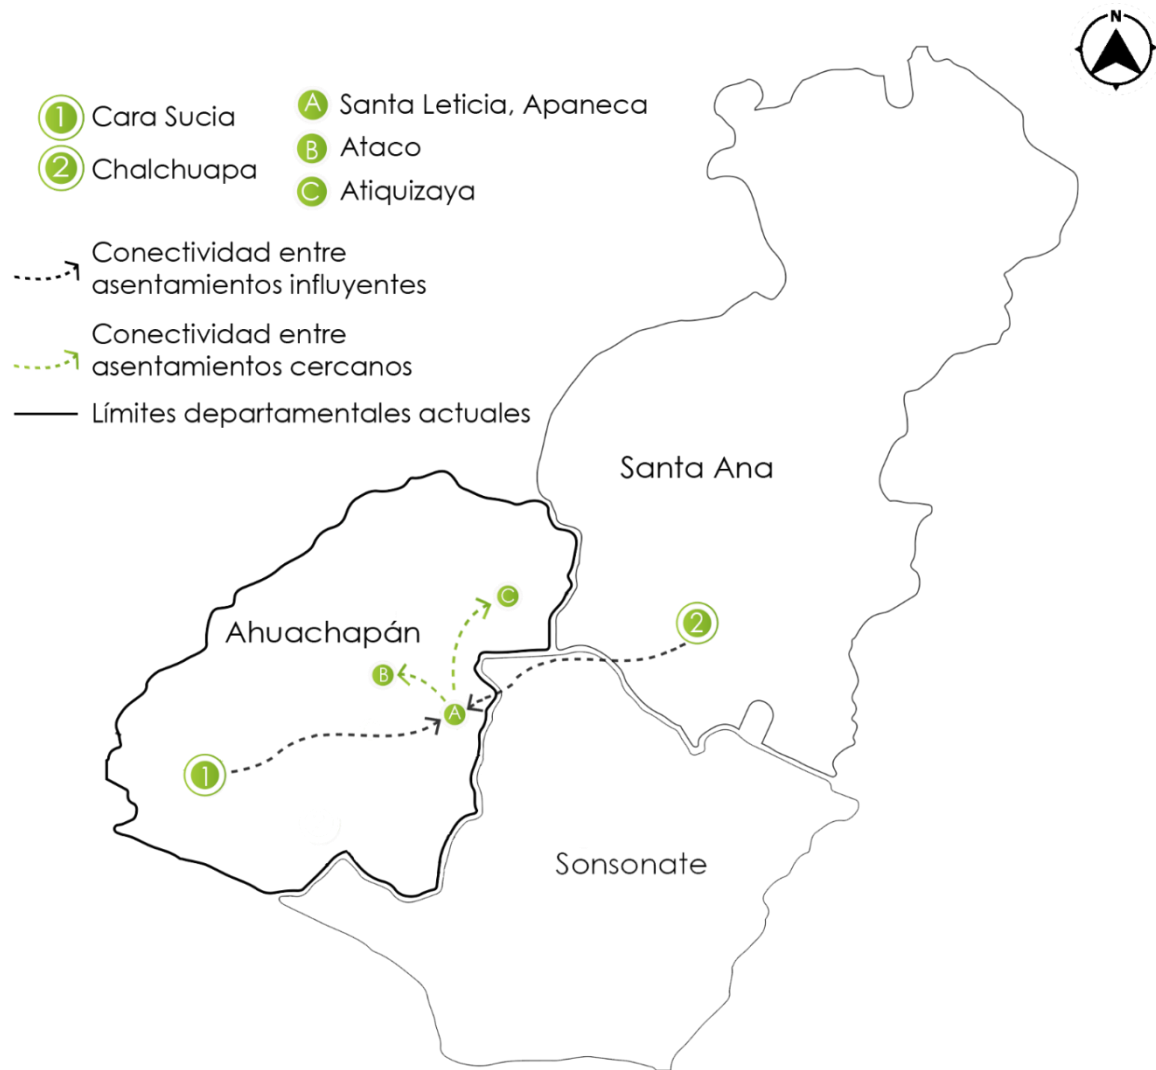 N
1 Cara Sucia
2 Chalchuapa
A Santa Leticia, Apaneca
B Ataco
C Atiquizaya
Conectividad entre
asentamientos influyentes
Conectividad entre
asentamientos cercanos
Límites departamentales actuales
Santa Ana
C
2
Ahuachapán
B
A
1
Sonsonate